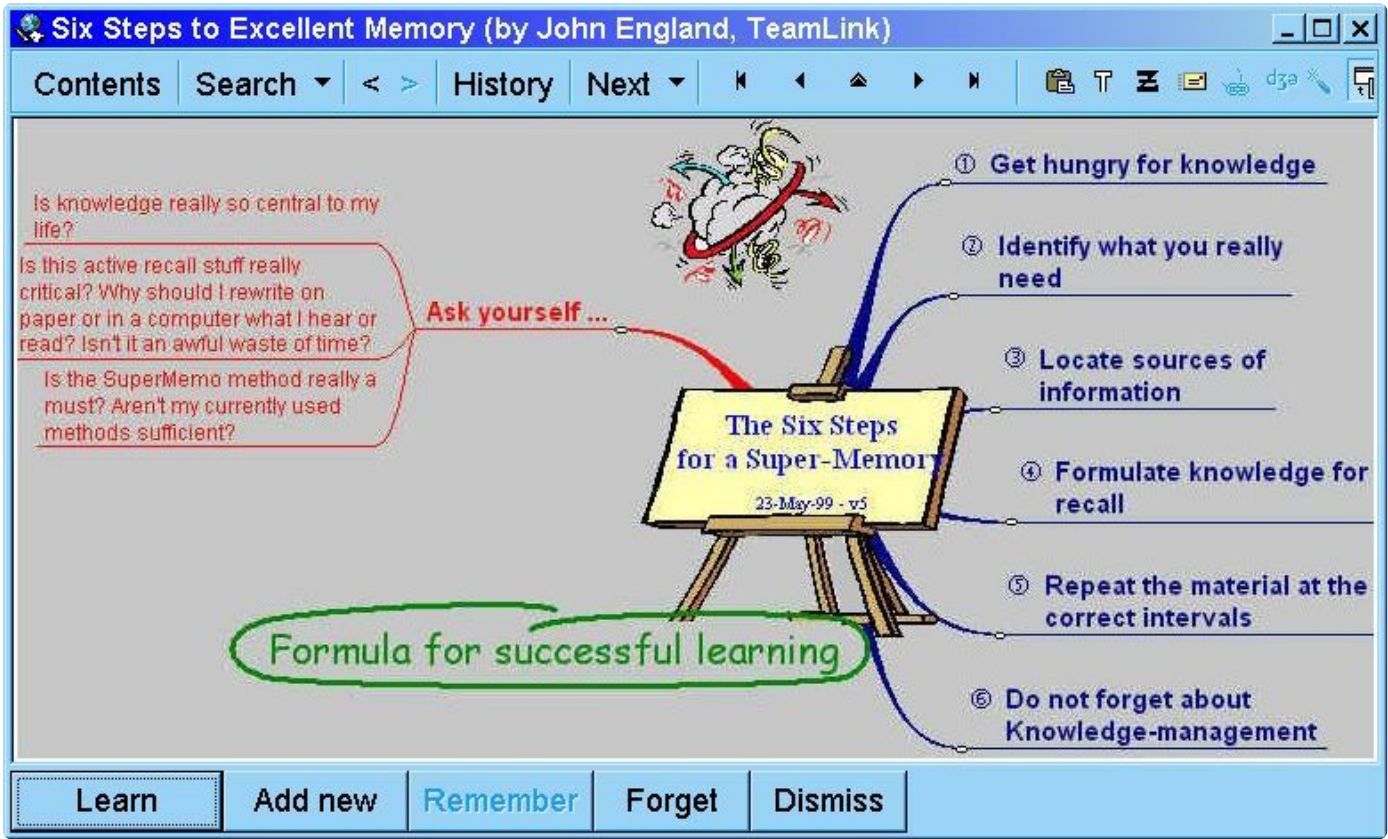 Six Steps to Excellent Memory (by John England, TeamLink)
Contents Search < > History Next
dʒə
Is knowledge really so central to my
life?
Is this active recall stuff really
critical? Why should I rewrite on
paper or in a computer what I hear or
read? Isn't it an awful waste of time?
Is the SuperMemo method really a
must? Aren't my currently used
methods sufficient?
Ask yourself ...
The Six Steps
for a Super-Memory
23-May-99 - v5
① Get hungry for knowledge
② Identify what you really
need
③ Locate sources of
information
④ Formulate knowledge for
recall
⑤ Repeat the material at the
correct intervals
⑥ Do not forget about
Knowledge-management
Formula for successful learning
Learn Add new Remember Forget Dismiss